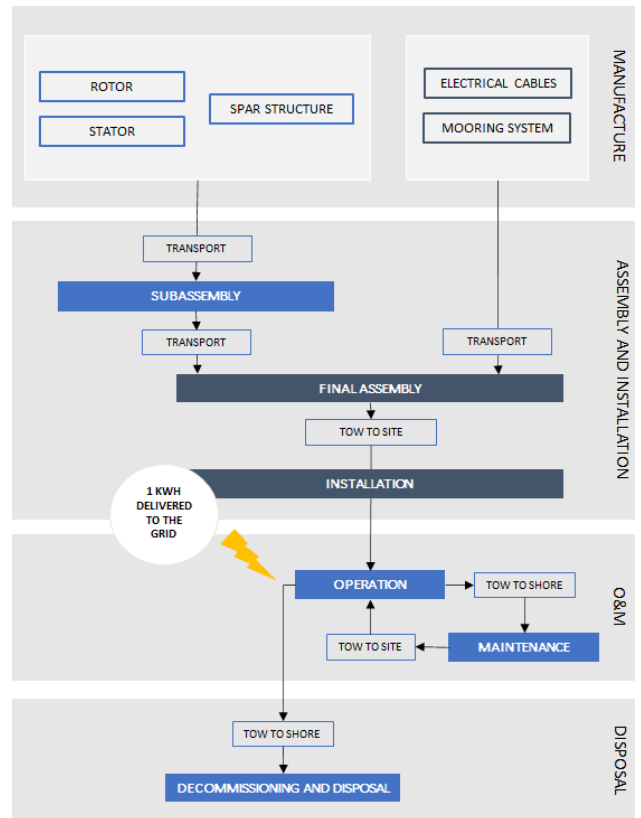 ROTOR
STATOR
SPAR STRUCTURE
ELECTRICAL CABLES
MOORING SYSTEM
MANUFACTURE
TRANSPORT
SUBASSEMBLY
TRANSPORT
TRANSPORT
FINAL ASSEMBLY
TOW TO SITE
INSTALLATION
ASSEMBLY AND INSTALLATION
1 KWH
DELIVERED
TO THE
GRID
OPERATION
TOW TO SHORE
TOW TO SITE
MAINTENANCE
O&M
TOW TO SHORE
DECOMMISSIONING AND DISPOSAL
DISPOSAL